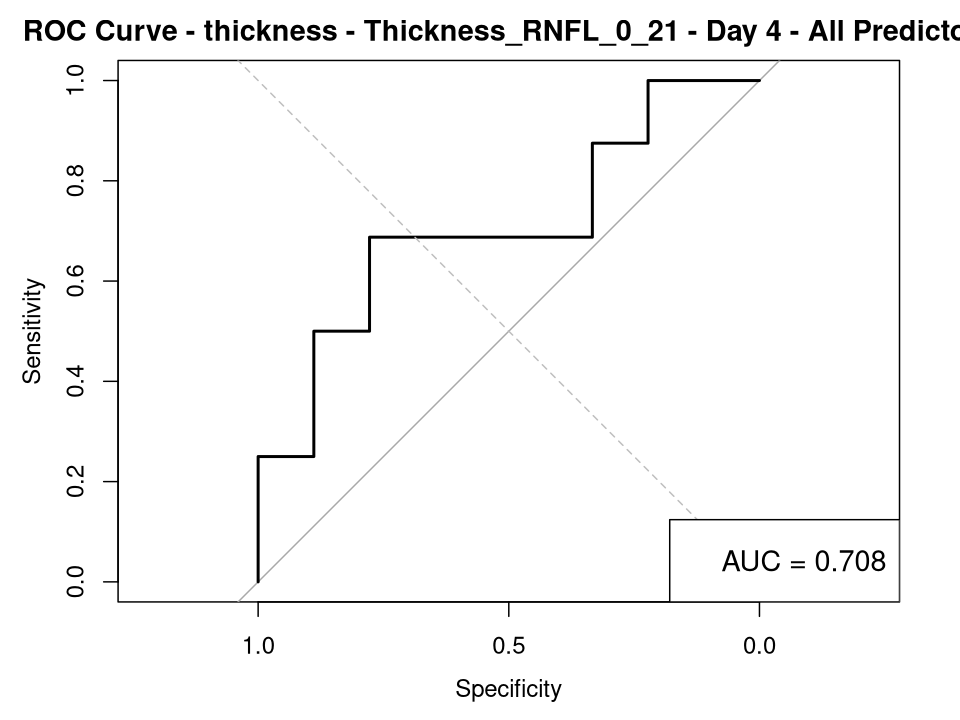 ROC Curve - thickness - Thickness_RNFL_0_21 - Day 4 - All Predicto
1.0
0.8
0.6
0.4
0.2
0.0
Sensitivity
AUC = 0.708
1.0 0.5 0.0
Specificity